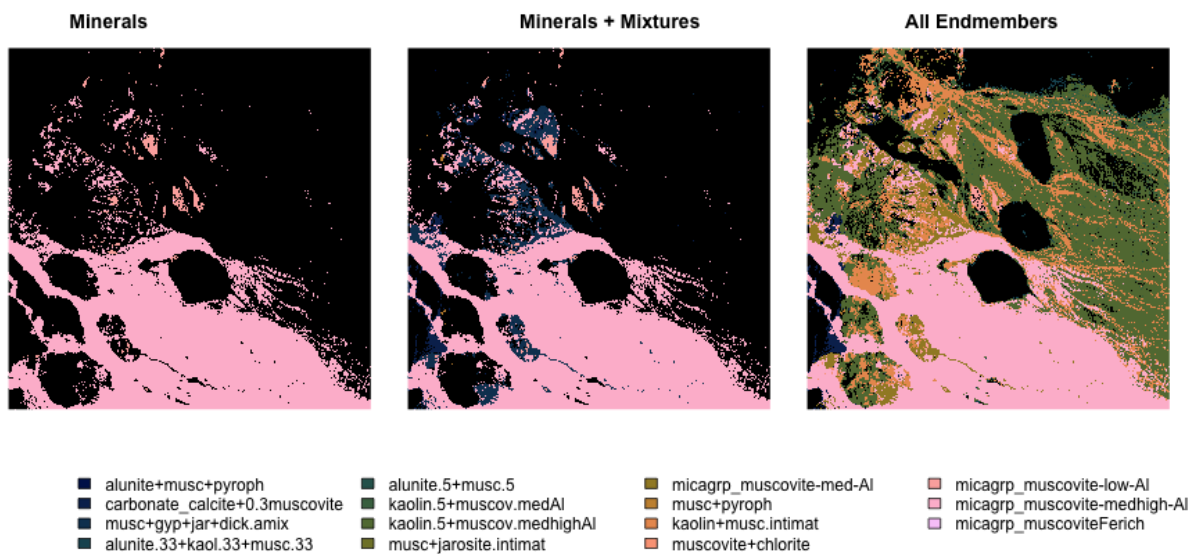 Minerals
Minerals + Mixtures
All Endmembers
alunite+musc+pyroph
carbonate_calcite+0.3muscovite
musc+gyp+jar+dick.amix
alunite.33+kaol.33+musc.33
alunite.5+musc.5
kaolin.5+muscov.medAl
kaolin.5+muscov.medhighAl
musc+jarosite.intimat
micagrp_muscovite-med-Al
musc+pyroph
kaolin+musc.intimat
muscovite+chlorite
micagrp_muscovite-low-Al
micagrp_muscovite-medhigh-Al
micagrp_muscoviteFerich